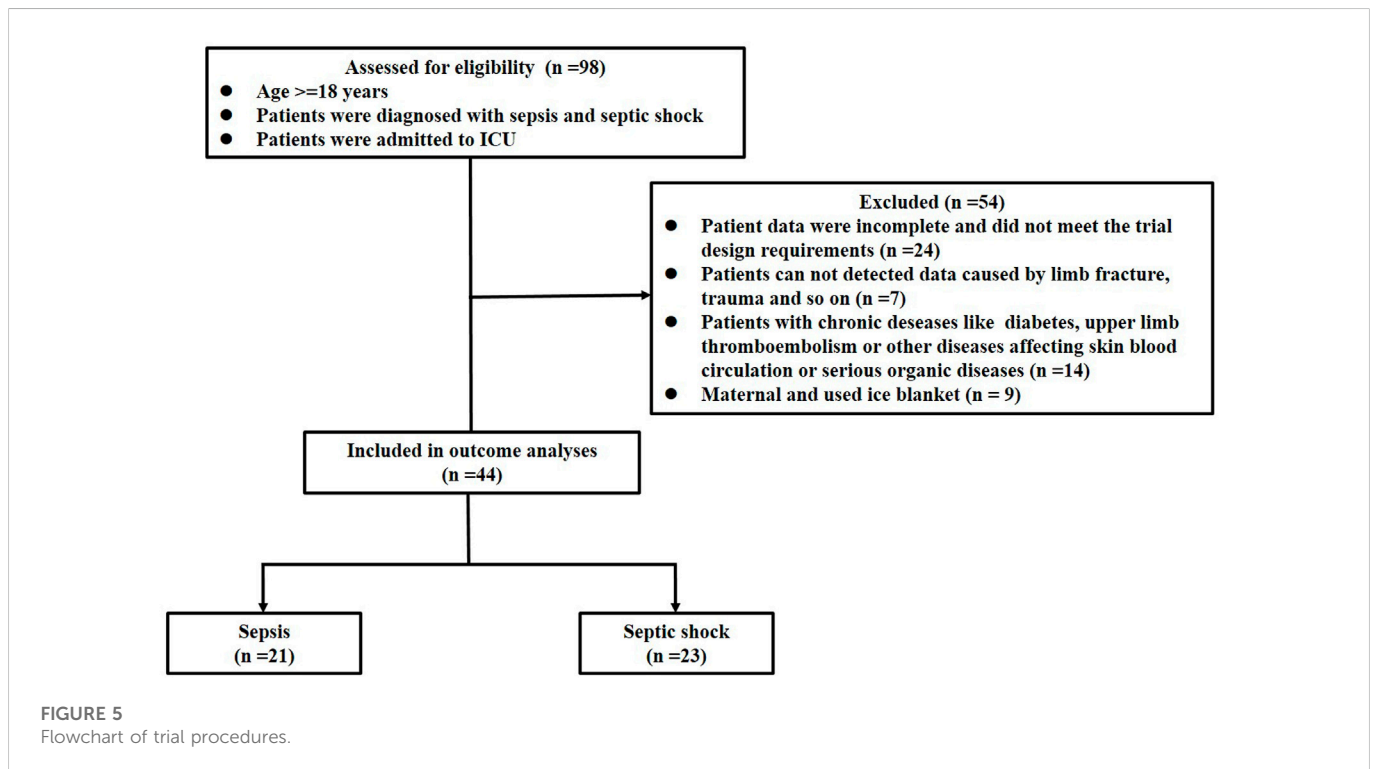 Assessed for eligibility (n =98)
● Age >=18 years
● Patients were diagnosed with sepsis and septic shock
● Patients were admitted to ICU
Excluded (n =54)
● Patient data were incomplete and did not meet the trial
design requirements (n =24)
● Patients can not detected data caused by limb fracture,
trauma and so on (n =7)
● Patients with chronic deseases like diabetes, upper limb
thromboembolism or other diseases affecting skin blood
circulation or serious organic diseases (n =14)
● Maternal and used ice blanket (n = 9)
Included in outcome analyses
(n =44)
Sepsis
(n =21)
Septic shock
(n =23)
FIGURE 5
Flowchart of trial procedures.